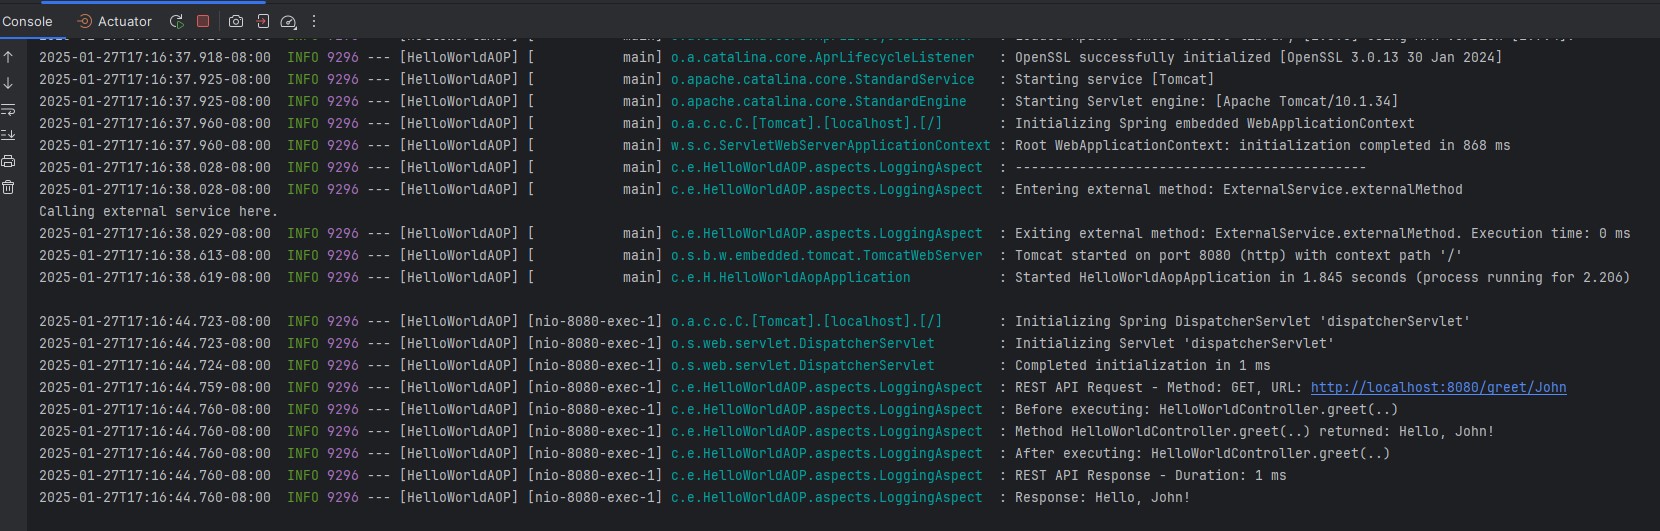 Console Actuator
2025-01-27T17:16:37.918-08:00  INFO 9296 --- [HelloWorldAOP] [           main] o.a.catalina.core.AprLifecycleListener   : OpenSSL successfully initialized [OpenSSL 3.0.13 30 Jan 2024]
2025-01-27T17:16:37.925-08:00  INFO 9296 --- [HelloWorldAOP] [           main] o.apache.catalina.core.StandardService   : Starting service [Tomcat]
2025-01-27T17:16:37.925-08:00  INFO 9296 --- [HelloWorldAOP] [           main] o.apache.catalina.core.StandardEngine    : Starting Servlet engine: [Apache Tomcat/10.1.34]
2025-01-27T17:16:37.960-08:00  INFO 9296 --- [HelloWorldAOP] [           main] o.a.c.c.C.[Tomcat].[localhost].[/]       : Initializing Spring embedded WebApplicationContext
2025-01-27T17:16:37.960-08:00  INFO 9296 --- [HelloWorldAOP] [           main] w.s.c.ServletWebServerApplicationContext : Root WebApplicationContext: initialization completed in 868 ms
2025-01-27T17:16:38.028-08:00  INFO 9296 --- [HelloWorldAOP] [           main] c.e.HelloWorldAOP.aspects.LoggingAspect  : --------------------------------------------
2025-01-27T17:16:38.028-08:00  INFO 9296 --- [HelloWorldAOP] [           main] c.e.HelloWorldAOP.aspects.LoggingAspect  : Entering external method: ExternalService.externalMethod
Calling external service here.
2025-01-27T17:16:38.029-08:00  INFO 9296 --- [HelloWorldAOP] [           main] c.e.HelloWorldAOP.aspects.LoggingAspect  : Exiting external method: ExternalService.externalMethod. Execution time: 0 ms
2025-01-27T17:16:38.613-08:00  INFO 9296 --- [HelloWorldAOP] [           main] o.s.b.w.embedded.tomcat.TomcatWebServer  : Tomcat started on port 8080 (http) with context path '/'
2025-01-27T17:16:38.619-08:00  INFO 9296 --- [HelloWorldAOP] [           main] c.e.H.HelloWorldAopApplication           : Started HelloWorldAopApplication in 1.845 seconds (process running for 2.206)
2025-01-27T17:16:44.723-08:00  INFO 9296 --- [HelloWorldAOP] [nio-8080-exec-1] o.a.c.c.C.[Tomcat].[localhost].[/]       : Initializing Spring DispatcherServlet 'dispatcherServlet'
2025-01-27T17:16:44.723-08:00  INFO 9296 --- [HelloWorldAOP] [nio-8080-exec-1] o.s.web.servlet.DispatcherServlet        : Initializing Servlet 'dispatcherServlet'
2025-01-27T17:16:44.724-08:00  INFO 9296 --- [HelloWorldAOP] [nio-8080-exec-1] o.s.web.servlet.DispatcherServlet        : Completed initialization in 1 ms
2025-01-27T17:16:44.759-08:00  INFO 9296 --- [HelloWorldAOP] [nio-8080-exec-1] c.e.HelloWorldAOP.aspects.LoggingAspect  : REST API Request - Method: GET, URL: http://localhost:8080/greet/John
2025-01-27T17:16:44.760-08:00  INFO 9296 --- [HelloWorldAOP] [nio-8080-exec-1] c.e.HelloWorldAOP.aspects.LoggingAspect  : Before executing: HelloWorldController.greet(..)
2025-01-27T17:16:44.760-08:00  INFO 9296 --- [HelloWorldAOP] [nio-8080-exec-1] c.e.HelloWorldAOP.aspects.LoggingAspect  : Method HelloWorldController.greet(..) returned: Hello, John!
2025-01-27T17:16:44.760-08:00  INFO 9296 --- [HelloWorldAOP] [nio-8080-exec-1] c.e.HelloWorldAOP.aspects.LoggingAspect  : After executing: HelloWorldController.greet(..)
2025-01-27T17:16:44.760-08:00  INFO 9296 --- [HelloWorldAOP] [nio-8080-exec-1] c.e.HelloWorldAOP.aspects.LoggingAspect  : REST API Response - Duration: 1 ms
2025-01-27T17:16:44.760-08:00  INFO 9296 --- [HelloWorldAOP] [nio-8080-exec-1] c.e.HelloWorldAOP.aspects.LoggingAspect  : Response: Hello, John!